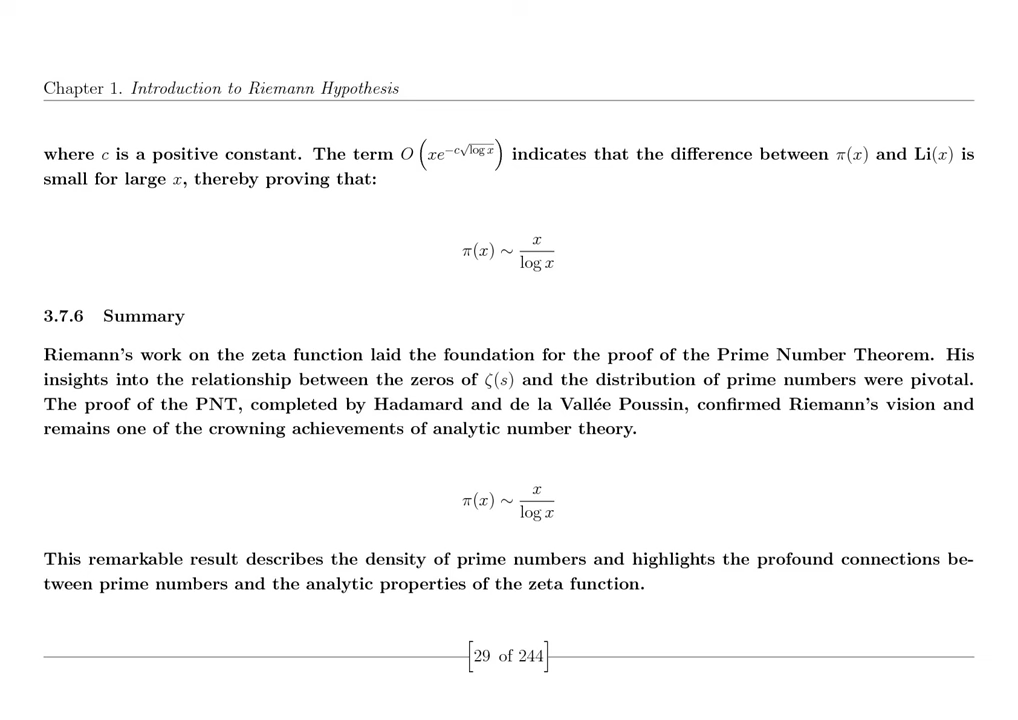 Chapter 1. Introduction to Riemann Hypothesis
where c is a positive constant. The term O(xe^{-c√log x}) indicates that the difference between π(x) and Li(x) is
small for large x, thereby proving that:
π(x) ∼ x / log x
3.7.6 Summary
Riemann's work on the zeta function laid the foundation for the proof of the Prime Number Theorem. His
insights into the relationship between the zeros of ζ(s) and the distribution of prime numbers were pivotal.
The proof of the PNT, completed by Hadamard and de la Vallée Poussin, confirmed Riemann's vision and
remains one of the crowning achievements of analytic number theory.
π(x) ∼ x / log x
This remarkable result describes the density of prime numbers and highlights the profound connections be-
tween prime numbers and the analytic properties of the zeta function.
[29 of 244]